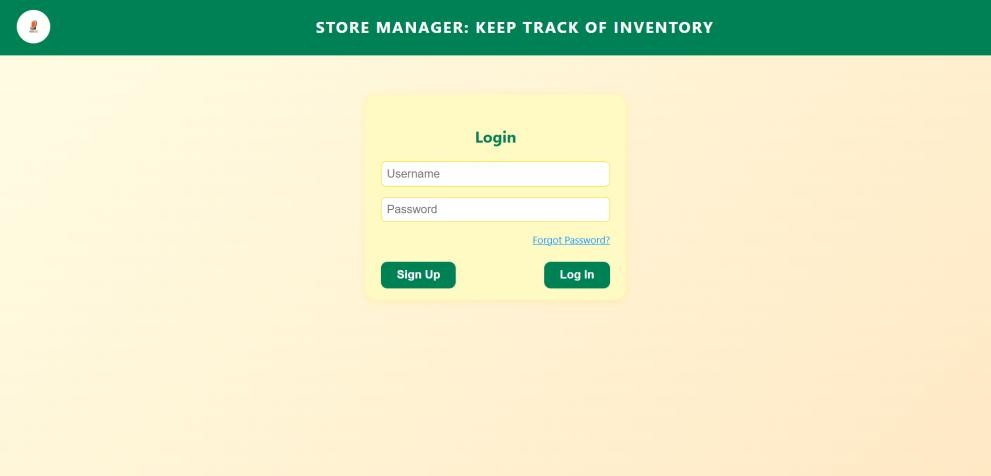 STORE MANAGER: KEEP TRACK OF INVENTORY
Login
Username
Password
Forgot Password?
Sign Up
Log In